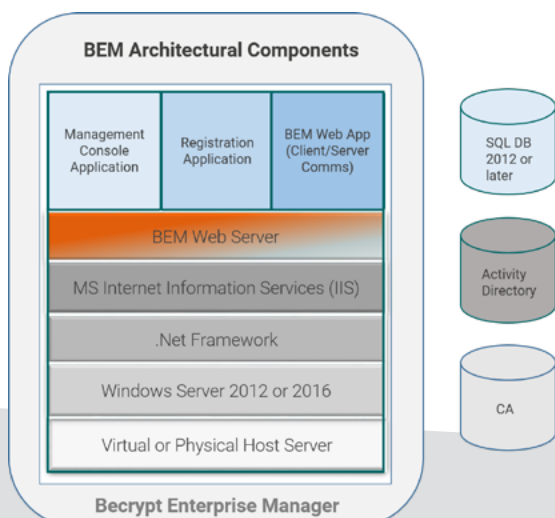 BEM Architectural Components
Management
Console
Application
Registration
Application
BEM Web App
(Client/Server
Comms)
BEM Web Server
MS Internet Information Services (IIS)
.Net Framework
Windows Server 2012 or 2016
Virtual or Physical Host Server
Becrypt Enterprise Manager
SQL DB
2012 or
later
Activity
Directory
CA